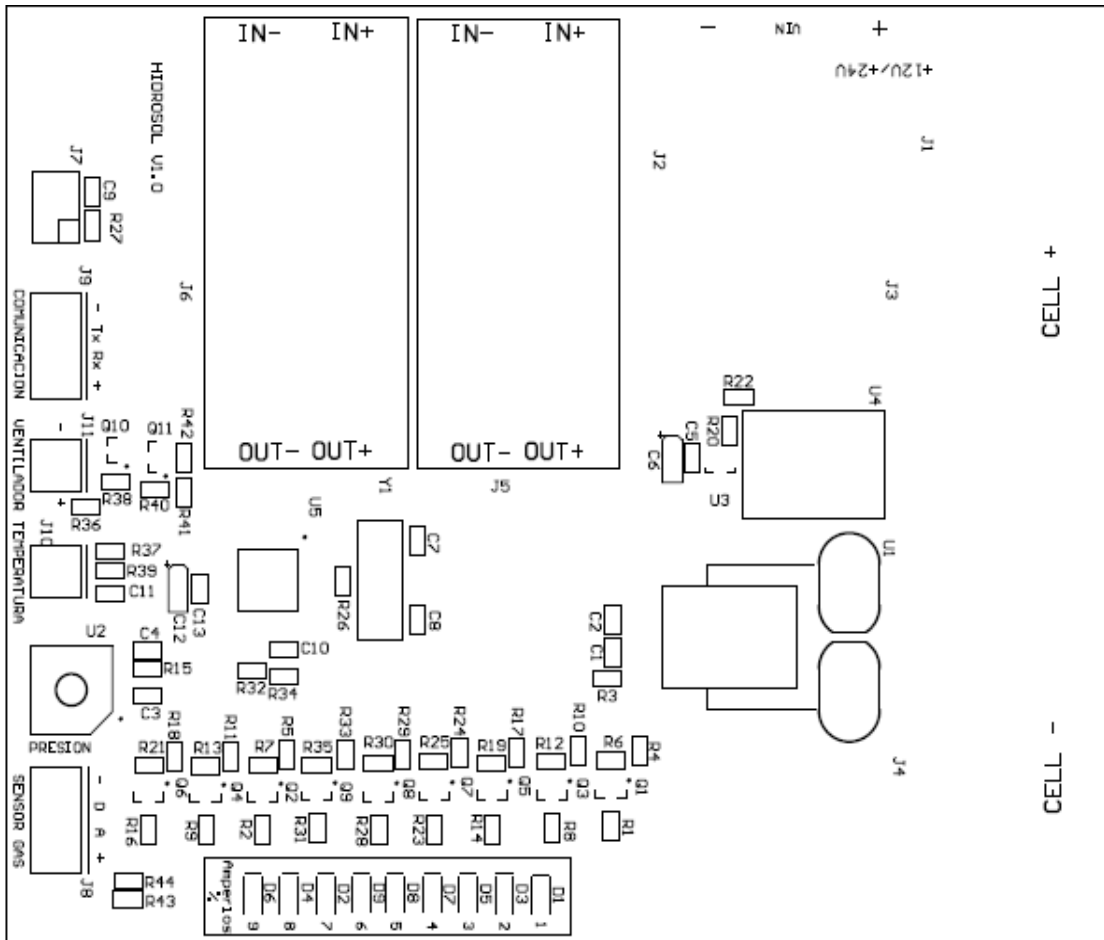 IN- IN+
IN- IN+
- VIN +
+12V/+24V
HIDROSOL V1.0
J7
C9
R27
J2
J1
J9
COMUNICACION
- Tx Rx +
J6
J3
+
CELL
R22
U4
VENTILADOR
J11
-
+
Q10
Q11
R42
R38
R40
R41
R36
OUT- OUT+
OUT- OUT+
+
C6
C5
R20
U3
Y1
J5
U5
TEMPERATURA
J10
R37
R39
C11
+
C12
C13
R26
C7
C8
U1
U2
C4
R15
C3
PRESION
C10
R32
R34
C2
C1
R3
-
CELL
J4
R21
R18
R13
R11
R7
R5
R35
R33
R30
R29
R25
R24
R19
R17
R12
R10
R6
R4
Q6
Q4
Q2
Q9
Q8
Q7
Q5
Q3
Q1
R16
R9
R2
R31
R28
R23
R14
R8
R1
SENSOR GAS
- D A +
J8
R44
R43
Amperios
%
D6 D4 D2 D9 D8 D7 D5 D3 D1
9 8 7 6 5 4 3 2 1